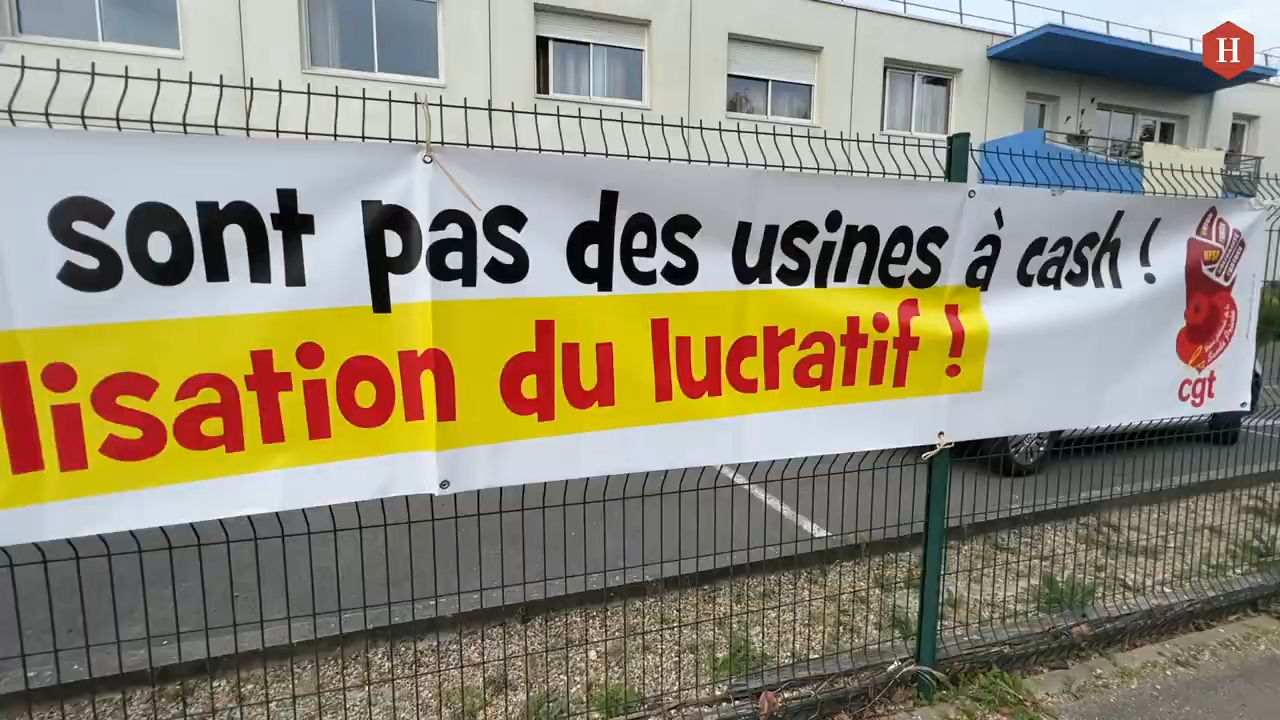 H
sont pas des usines à cash !
lisation du lucratif !
cgt